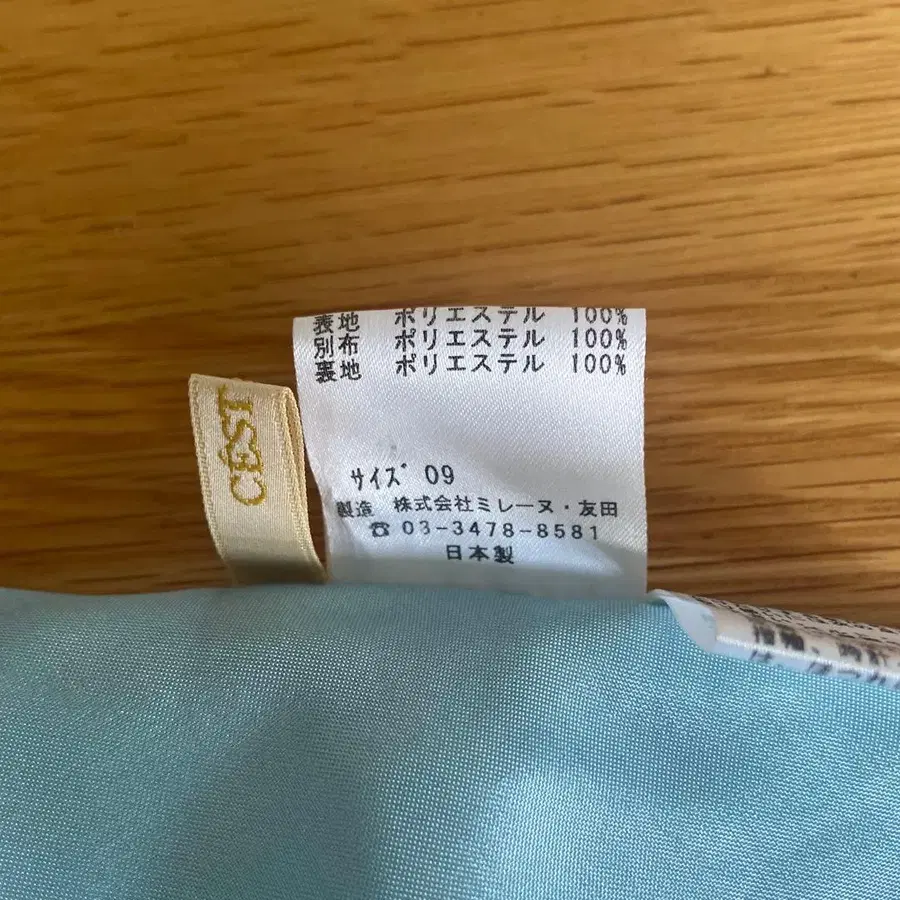 表地 ポリエステル 100%
別布 ポリエステル 100%
裏地 ポリエステル 100%
サイズ 09
製造 株式会社ミレーヌ・友田
☎ 03-3478-8581
日本製
CEST